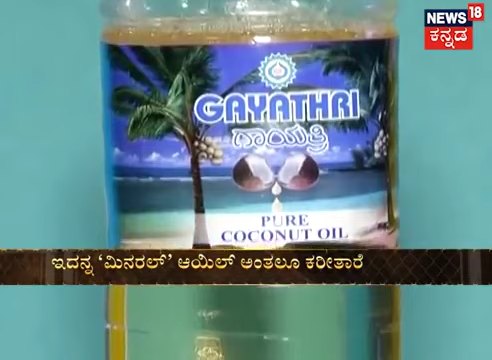 NEWS 18
ಕನ್ನಡ
GAYATHRI
ಗಾಯತ್ರಿ
PURE
COCONUT OIL
ಇದನ್ನ ‘ಮಿನರಲ್’ ಆಯಿಲ್ ಅಂತಲೂ ಕರೀತಾರೆ